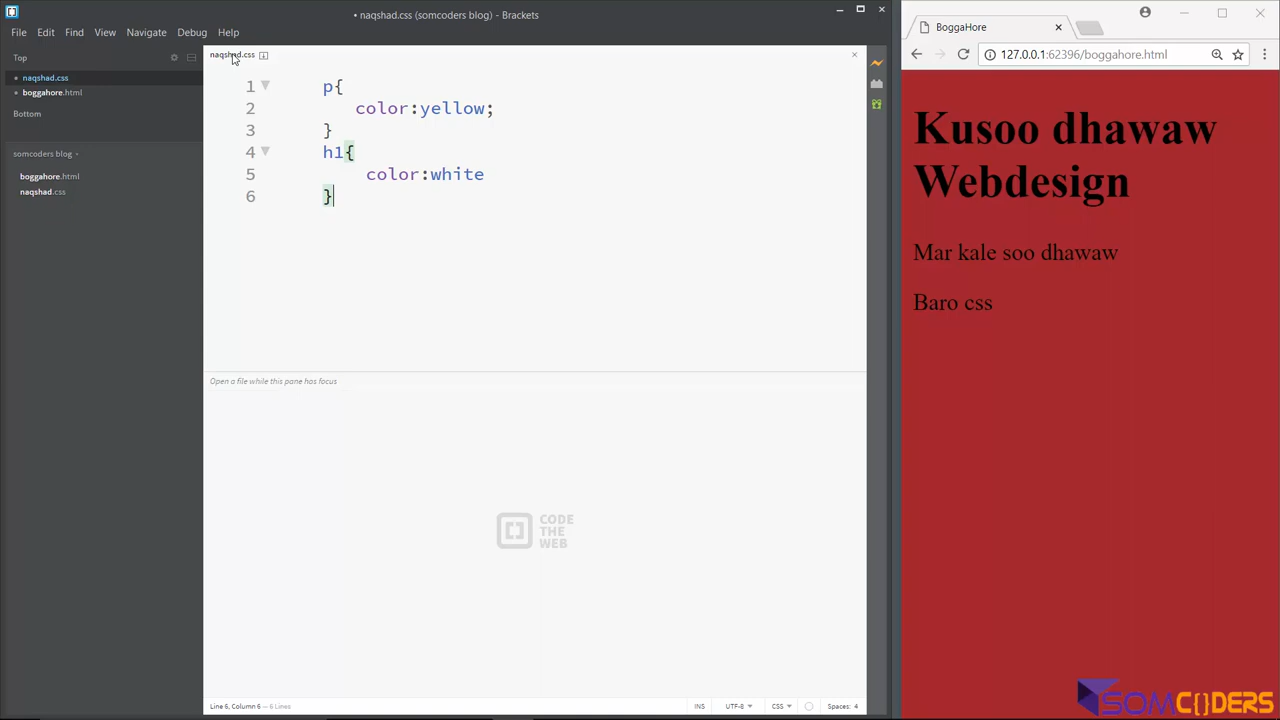 • naqshad.css (somcoders blog) - Brackets
File Edit Find View Navigate Debug Help
Top
naqshad.css
boggahore.html
Bottom
somcoders blog
boggahore.html
naqshad.css
naqshad.css
1 p{
2 color:yellow;
3 }
4 h1{
5 color:white
6 }
Open a file while this pane has focus
CODE
THE
WEB
Line 6, Column 6 — 6 Lines
INS UTF-8 CSS Spaces: 4
BoggaHore
127.0.0.1:62396/boggahore.html
Kusoo dhawaw
Webdesign
Mar kale soo dhawaw
Baro css
SOMC{}DERS